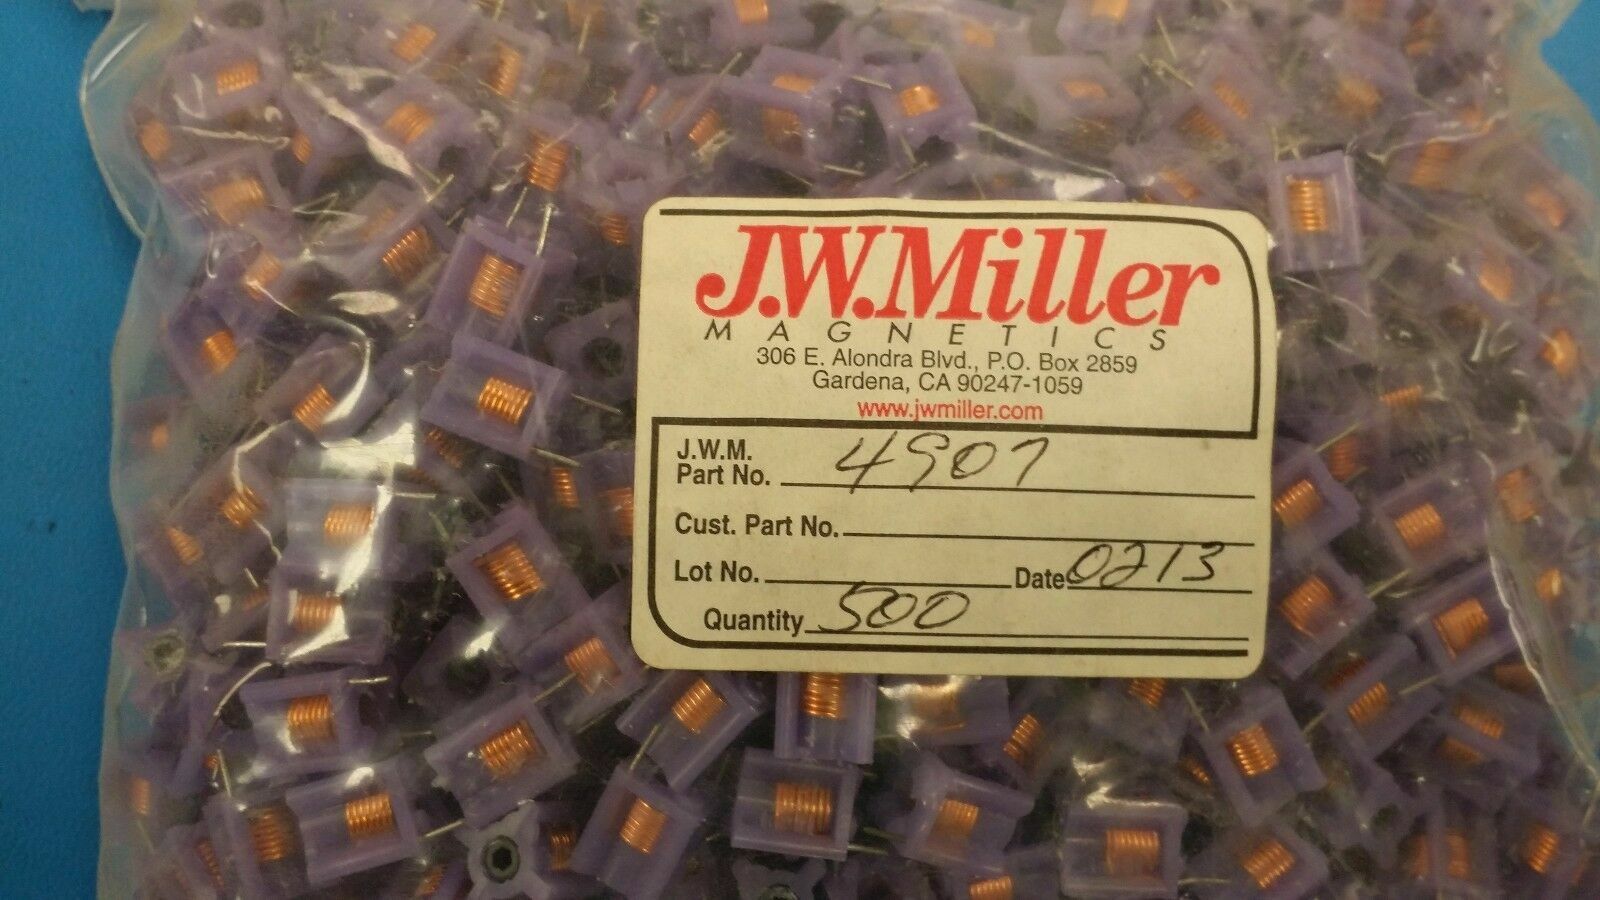 J.W.Miller
MAGNETICS
306 E. Alondra Blvd., P.O. Box 2859
Gardena, CA 90247-1059
www.jwmiller.com
J.W.M.
Part No. 4907
Cust. Part No.
Lot No. Date 0213
Quantity 500